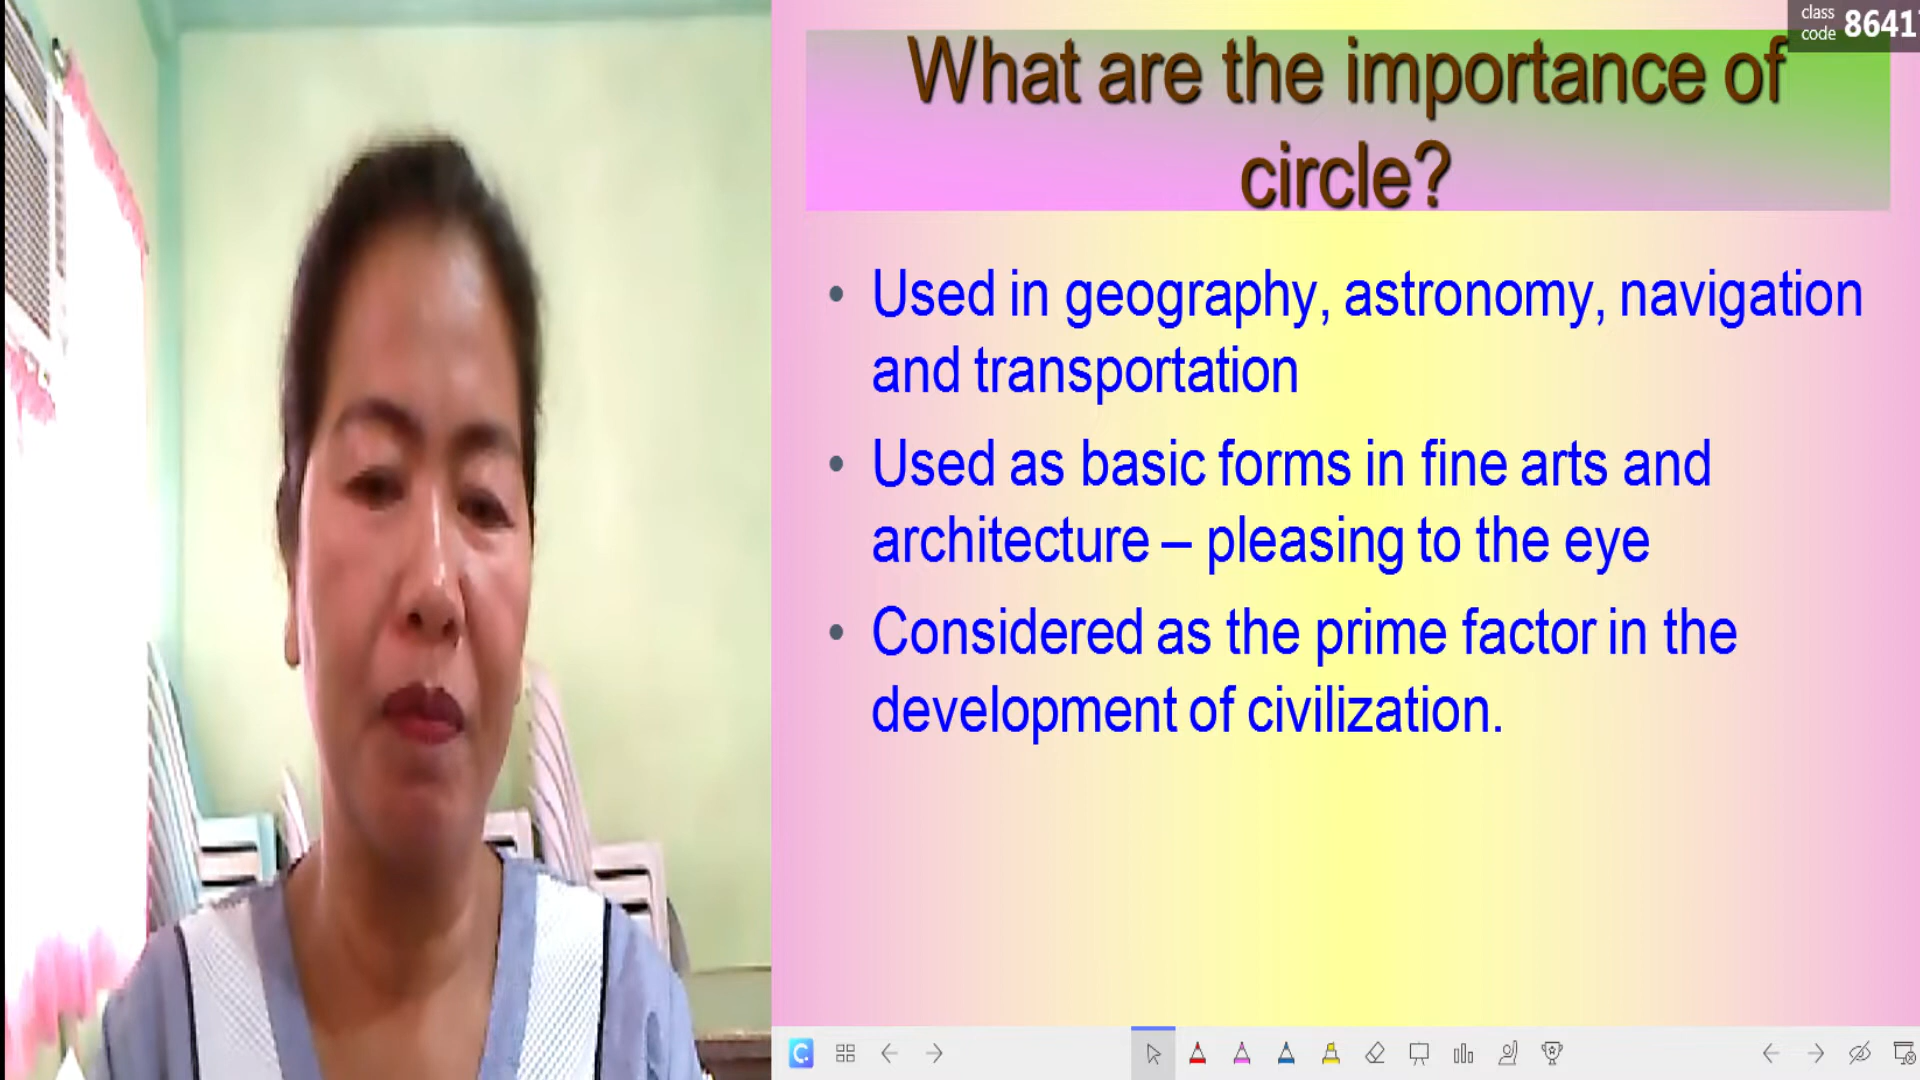 class
code 8641
What are the importance of
circle?
• Used in geography, astronomy, navigation
and transportation
• Used as basic forms in fine arts and
architecture – pleasing to the eye
• Considered as the prime factor in the
development of civilization.